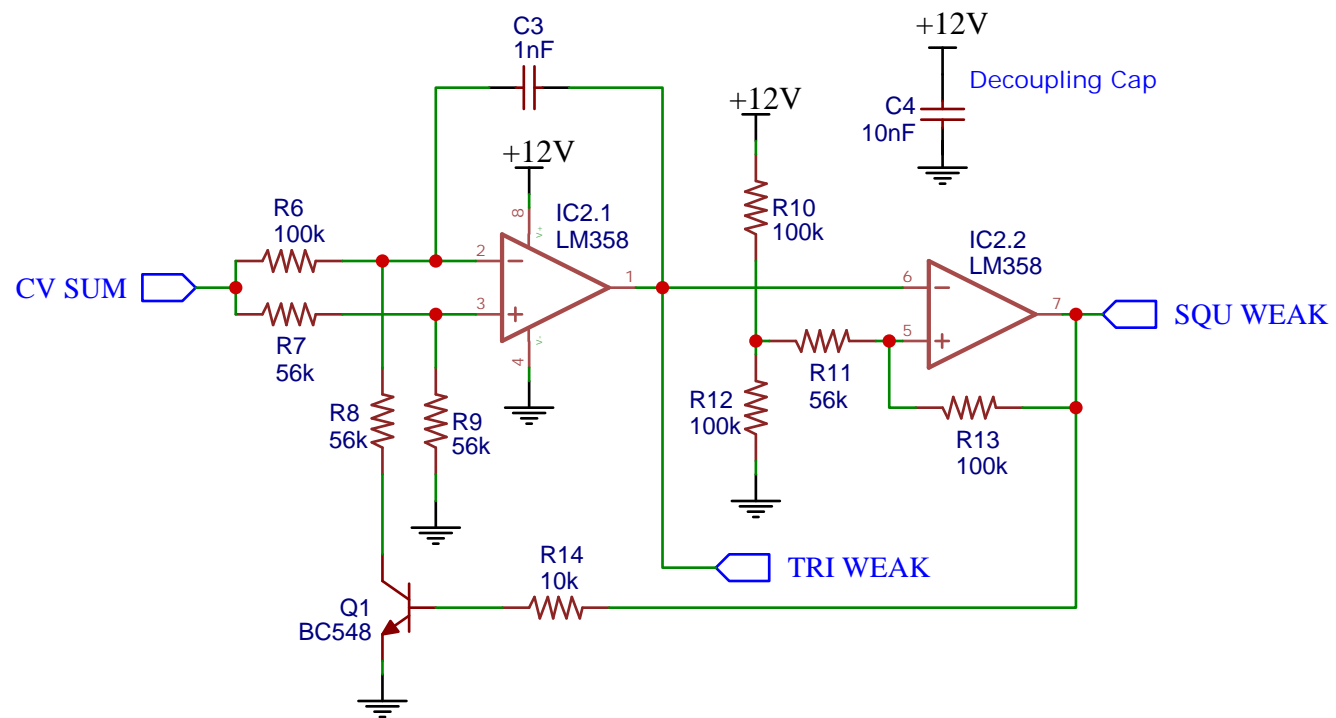 C3
1nF
+12V
Decoupling Cap
C4
10nF
+12V
+12V
8
V+
IC2.1
LM358
R6
100k
2
1
3
V-
4
CV SUM
R7
56k
R10
100k
IC2.2
LM358
6
7
5
SQU WEAK
R11
56k
R12
100k
R13
100k
R8
56k
R9
56k
R14
10k
TRI WEAK
Q1
BC548